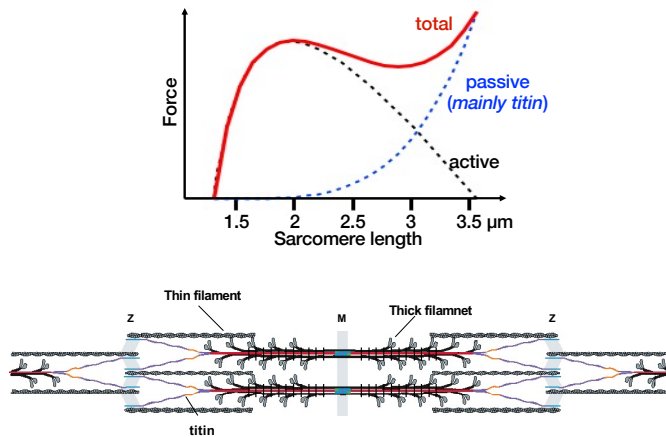 total
passive
(mainly titin)
active
Force
1.5 2 2.5 3 3.5 μm
Sarcomere length
Thin filament
Thick filamnet
Z
M
Z
titin